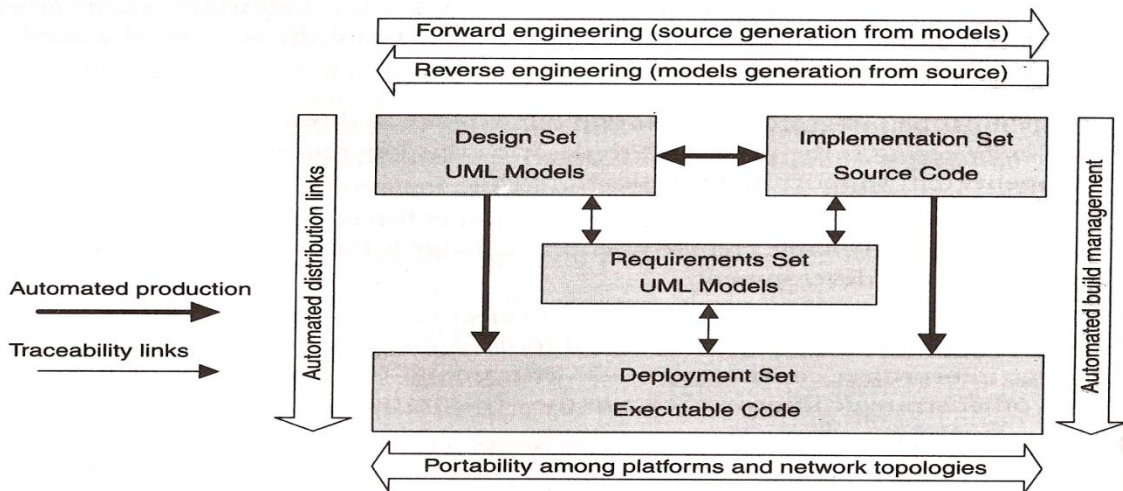 Forward engineering (source generation from models)
Reverse engineering (models generation from source)
Design Set
UML Models
Implementation Set
Source Code
Requirements Set
UML Models
Automated distribution links
Automated build management
Automated production
Traceability links
Deployment Set
Executable Code
Portability among platforms and network topologies